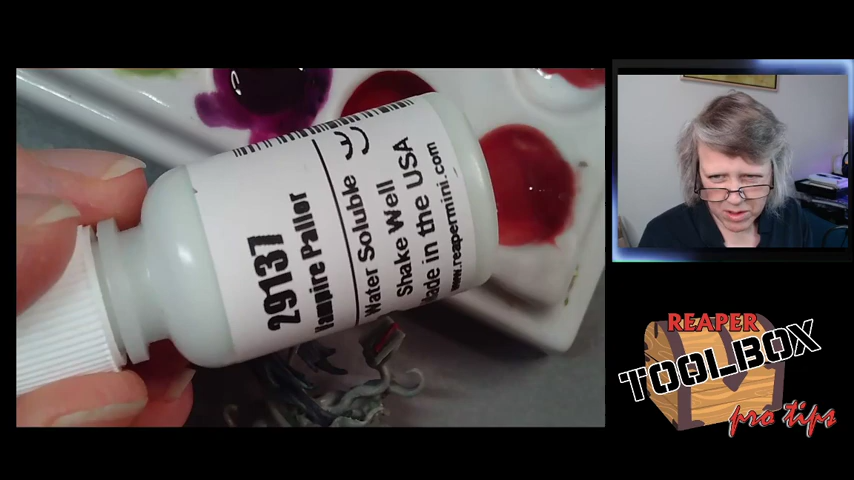 29137
Vampire Pallor
Water Soluble
Shake Well
Made in the USA
www.reapermini.com
REAPER
TOOLBOX
pro tips